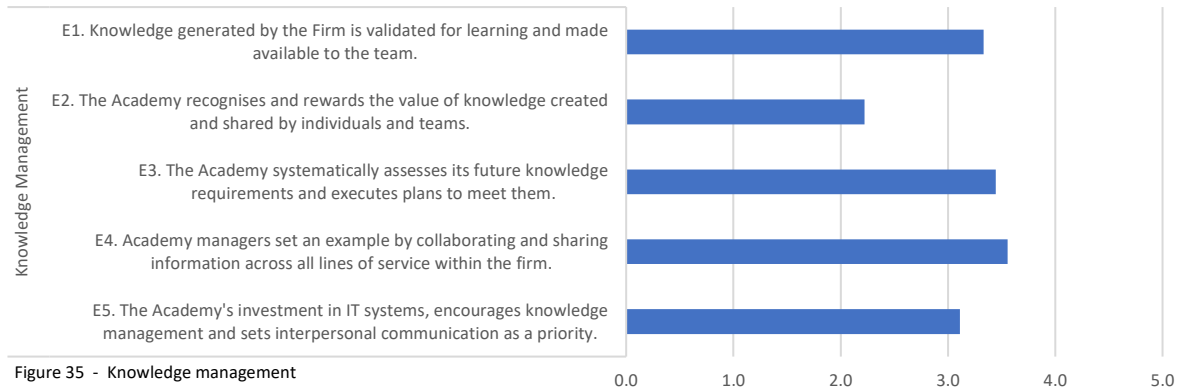 Knowledge Management
E1. Knowledge generated by the Firm is validated for learning and made
available to the team.
E2. The Academy recognises and rewards the value of knowledge created
and shared by individuals and teams.
E3. The Academy systematically assesses its future knowledge
requirements and executes plans to meet them.
E4. Academy managers set an example by collaborating and sharing
information across all lines of service within the firm.
E5. The Academy's investment in IT systems, encourages knowledge
management and sets interpersonal communication as a priority.
0.0 1.0 2.0 3.0 4.0 5.0
Figure 35 - Knowledge management